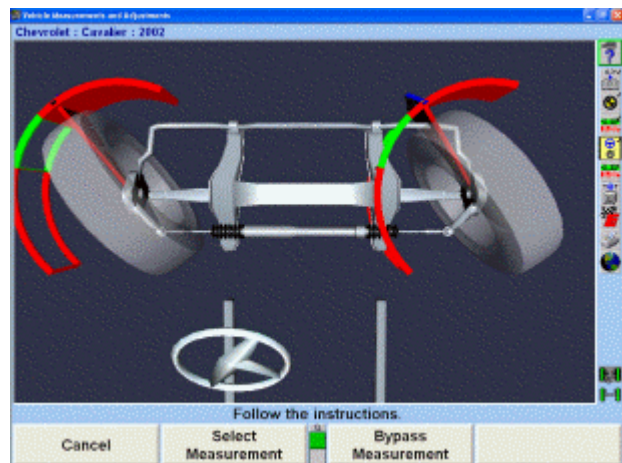 Vehicle Measurements and Adjustments
Chevrolet : Cavalier : 2002
Follow the instructions.
Cancel
Select
Measurement
Bypass
Measurement